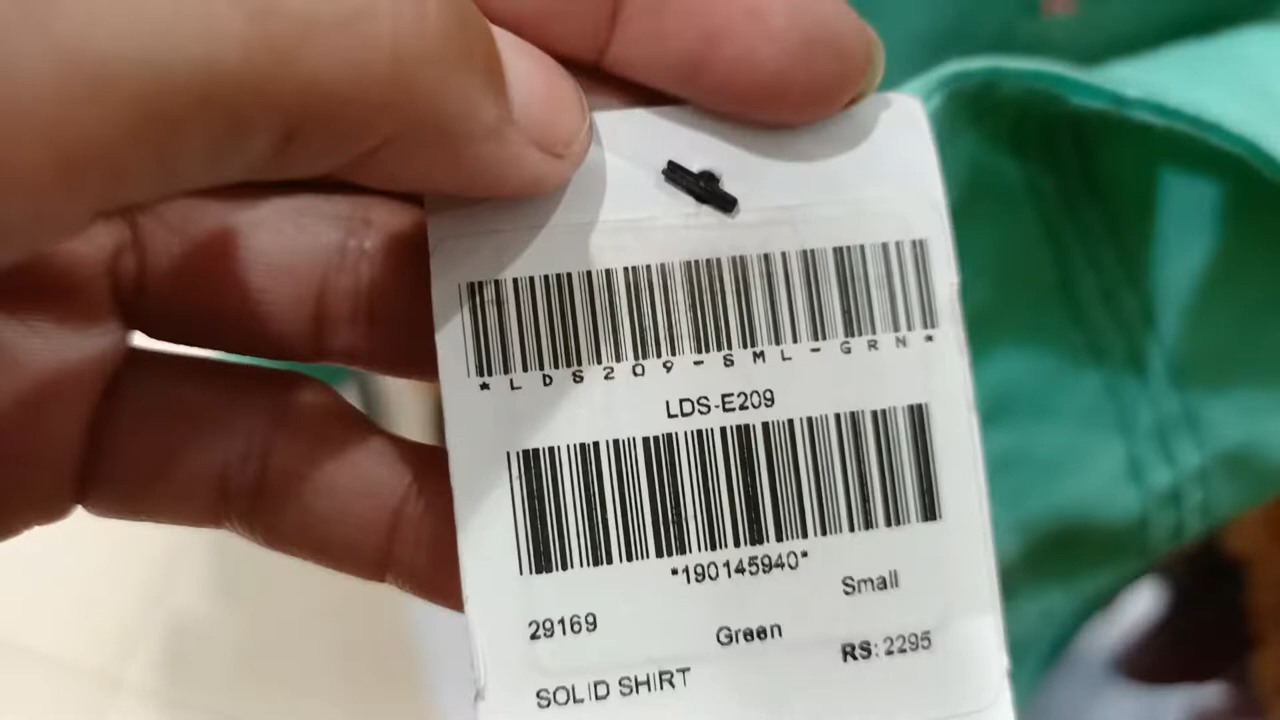 *LDS209-SML-GRN*
LDS-E209
*190145940*
Small
29169
Green
RS: 2295
SOLID SHIRT